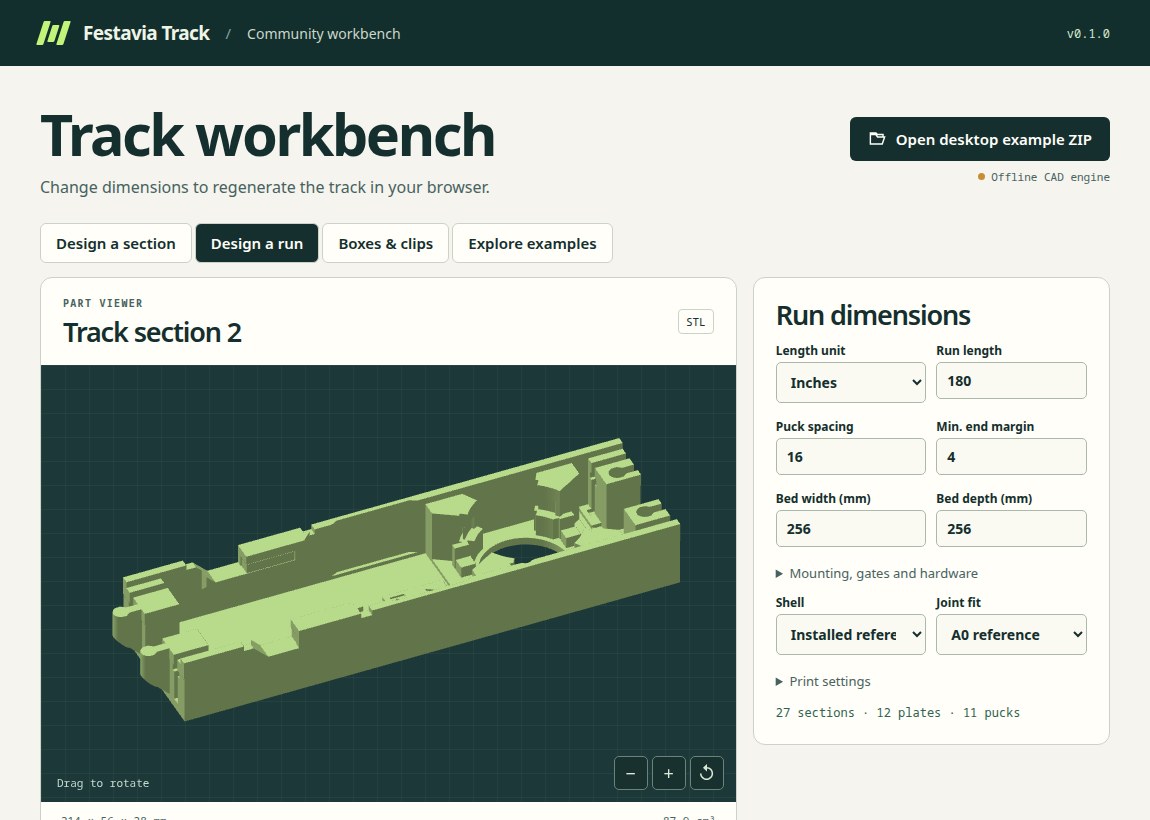 Festavia Track / Community workbench
v0.1.0
Track workbench
Open desktop example ZIP
Change dimensions to regenerate the track in your browser.
Offline CAD engine
Design a section
Design a run
Boxes & clips
Explore examples
PART VIEWER
Track section 2
STL
Drag to rotate
−
+
Run dimensions
Length unit
Run length
Inches
180
Puck spacing
Min. end margin
16
4
Bed width (mm)
Bed depth (mm)
256
256
Mounting, gates and hardware
Shell
Joint fit
Installed refere
A0 reference
Print settings
27 sections · 12 plates · 11 pucks